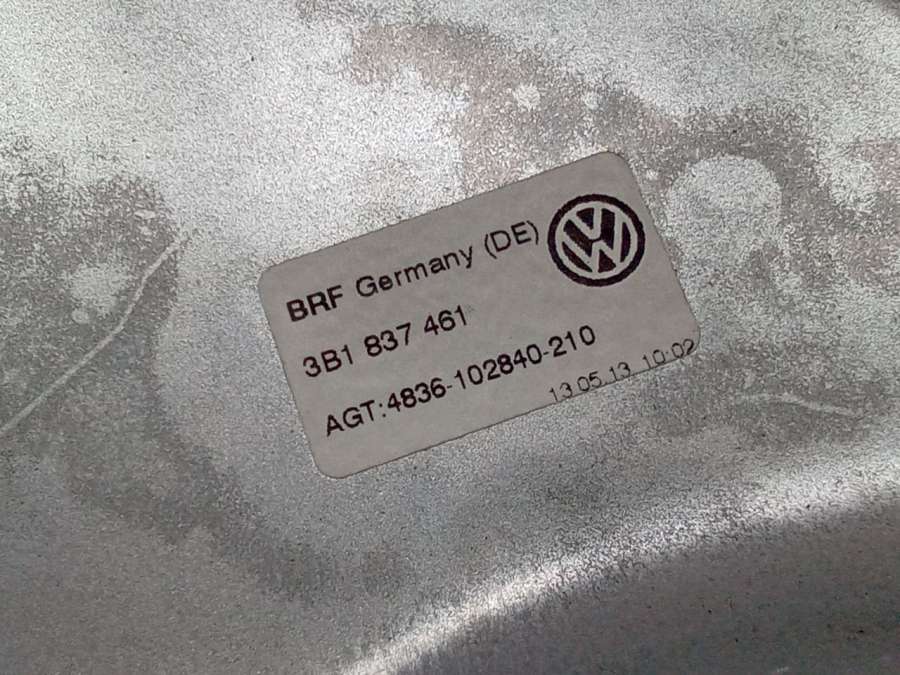 BRF Germany (DE)
3B1 837 461
AGT:4836-102840-210
13.05.13 10:02